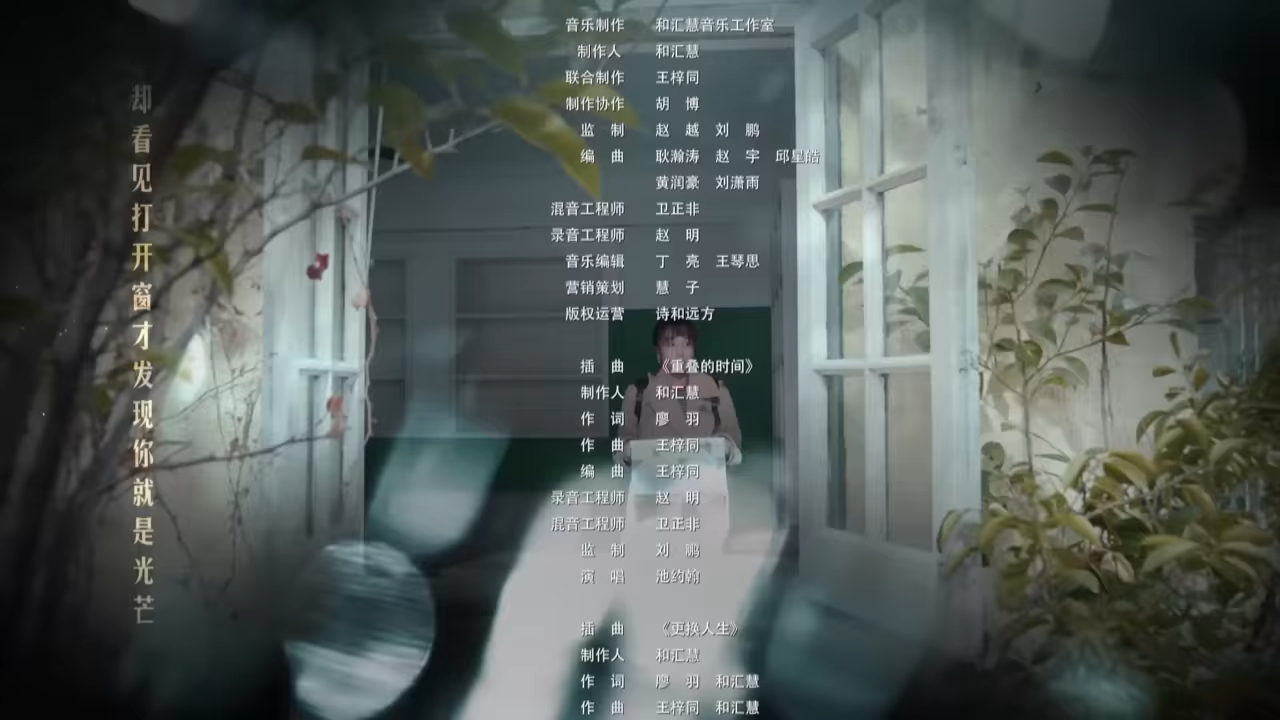 却看见打开窗才发现你就是光芒
音乐制作 和汇慧音乐工作室
制作人 和汇慧
联合制作 王梓同
制作协作 胡 博
监 制 赵 越 刘 鹏
编 曲 耿瀚涛 赵 宇 邱星皓
黄润豪 刘潇雨
混音工程师 卫正非
录音工程师 赵 明
音乐编辑 丁 亮 王琴思
营销策划 慧 子
版权运营 诗和远方
插 曲 《重叠的时间》
制作人 和汇慧
作 词 廖 羽
作 曲 王梓同
编 曲 王梓同
录音工程师 赵 明
混音工程师 卫正非
监 制 刘 鹏
演 唱 池约翰
插 曲 《更换人生》
制作人 和汇慧
作 词 廖 羽 和汇慧
作 曲 王梓同 和汇慧